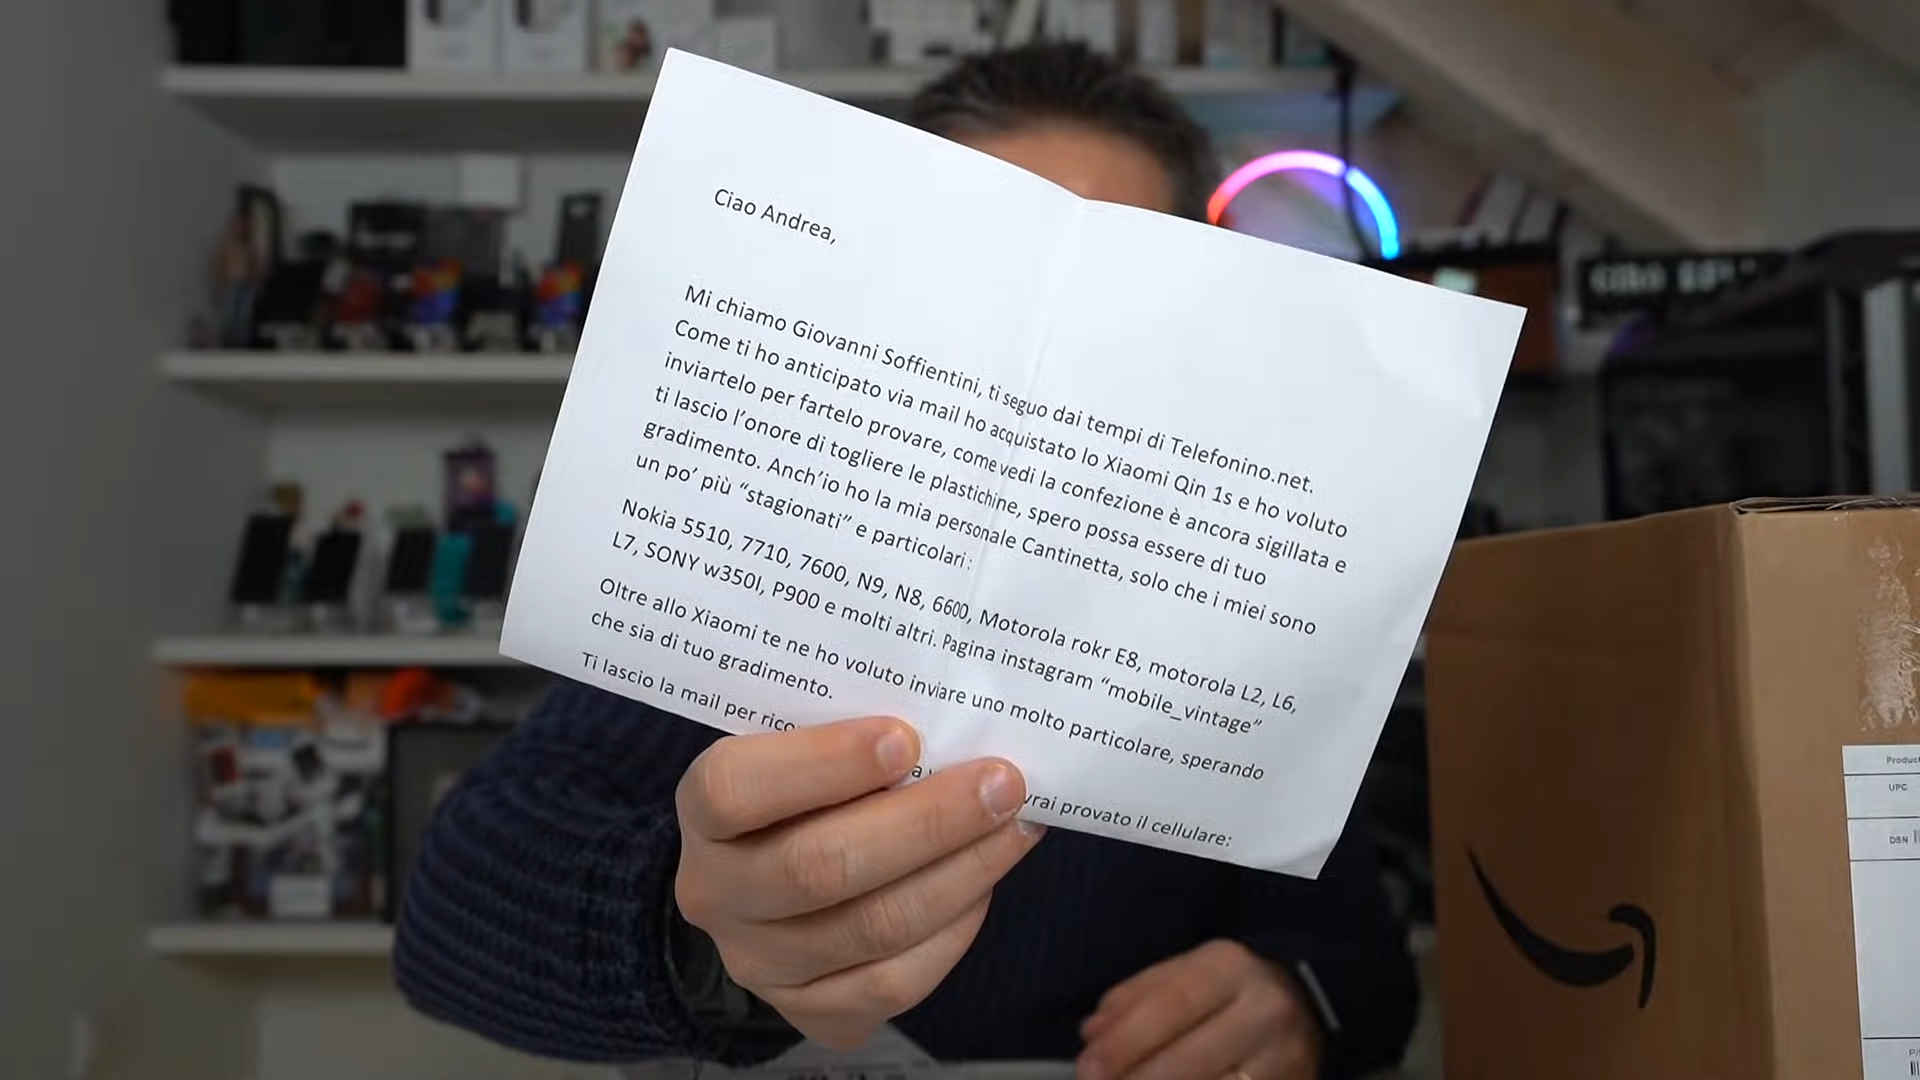 Ciao Andrea,
Mi chiamo Giovanni Soffientini, ti seguo dai tempi di Telefonino.net.
Come ti ho anticipato via mail ho acquistato lo Xiaomi Qin 1s e ho voluto
inviartelo per fartelo provare, come vedi la confezione è ancora sigillata e
ti lascio l'onore di togliere le plastichine, spero possa essere di tuo
gradimento. Anch'io ho la mia personale Cantinetta, solo che i miei sono
un po' più “stagionati” e particolari:
Nokia 5510, 7710, 7600, N9, N8, 6600, Motorola rokr E8, motorola L2, L6,
L7, SONY w350I, P900 e molti altri. Pagina instagram “mobile_vintage”
Oltre allo Xiaomi te ne ho voluto inviare uno molto particolare, sperando
che sia di tuo gradimento.
Ti lascio la mail per
provato il cellulare:
UPC
DSN